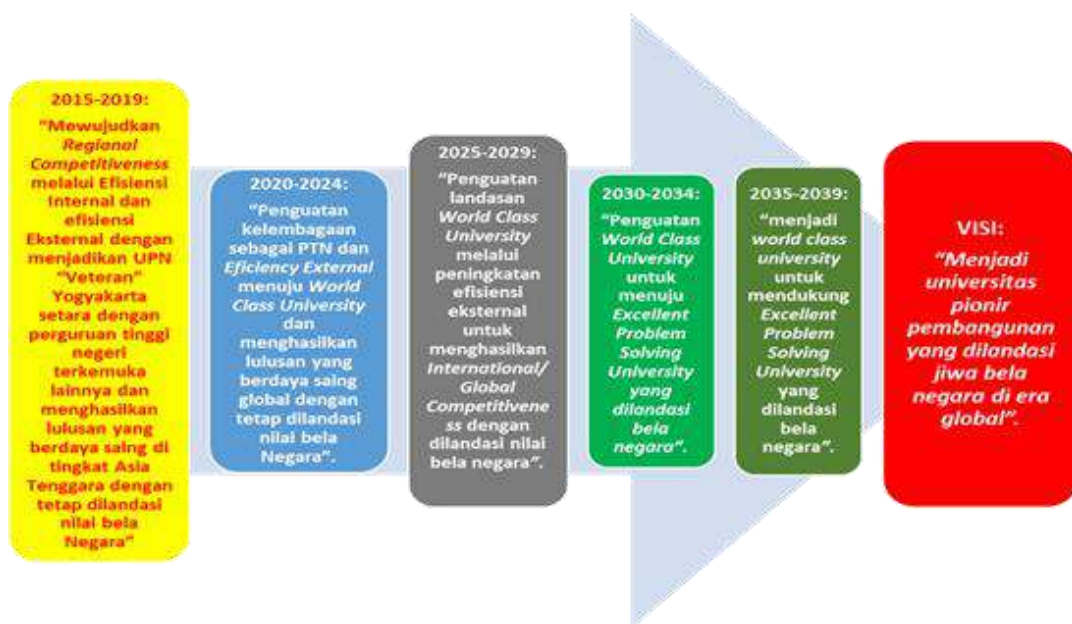 2015-2019:
“Mewujudkan
Regional
Competitiveness
melalui Efisiensi
Internal dan
efisiensi
Eksternal dengan
menjadikan UPN
“Veteran”
Yogyakarta
setara dengan
perguruan tinggi
negeri
terkemuka
lainnya dan
menghasilkan
lulusan yang
berdaya saing di
tingkat Asia
Tenggara dengan
tetap dilandasi
nilai bela
Negara”
2020-2024:
“Penguatan
kelembagaan
sebagai PTN dan
Eficiency External
menuju World
Class University
dan
menghasilkan
lulusan yang
berdaya saing
global dengan
tetap dilandasi
nilai bela
Negara”.
2025-2029:
“Penguatan
landasan
World Class
University
melalui
peningkatan
efisiensi
eksternal untuk
menghasilkan
International/
Global
Competitivene
ss dengan
dilandasi nilai
bela negara”.
2030-2034:
“Penguatan
World Class
University
untuk
menuju
Excellent
Problem
Solving
University
yang
dilandasi
bela
negara”.
2035-2039:
“menjadi
world class
university
untuk
mendukung
Excellent
Problem
Solving
University
yang
dilandasi
bela
negara”.
VISI:
“Menjadi
universitas
pionir
pembangunan
yang dilandasi
jiwa bela
negara di era
global”.